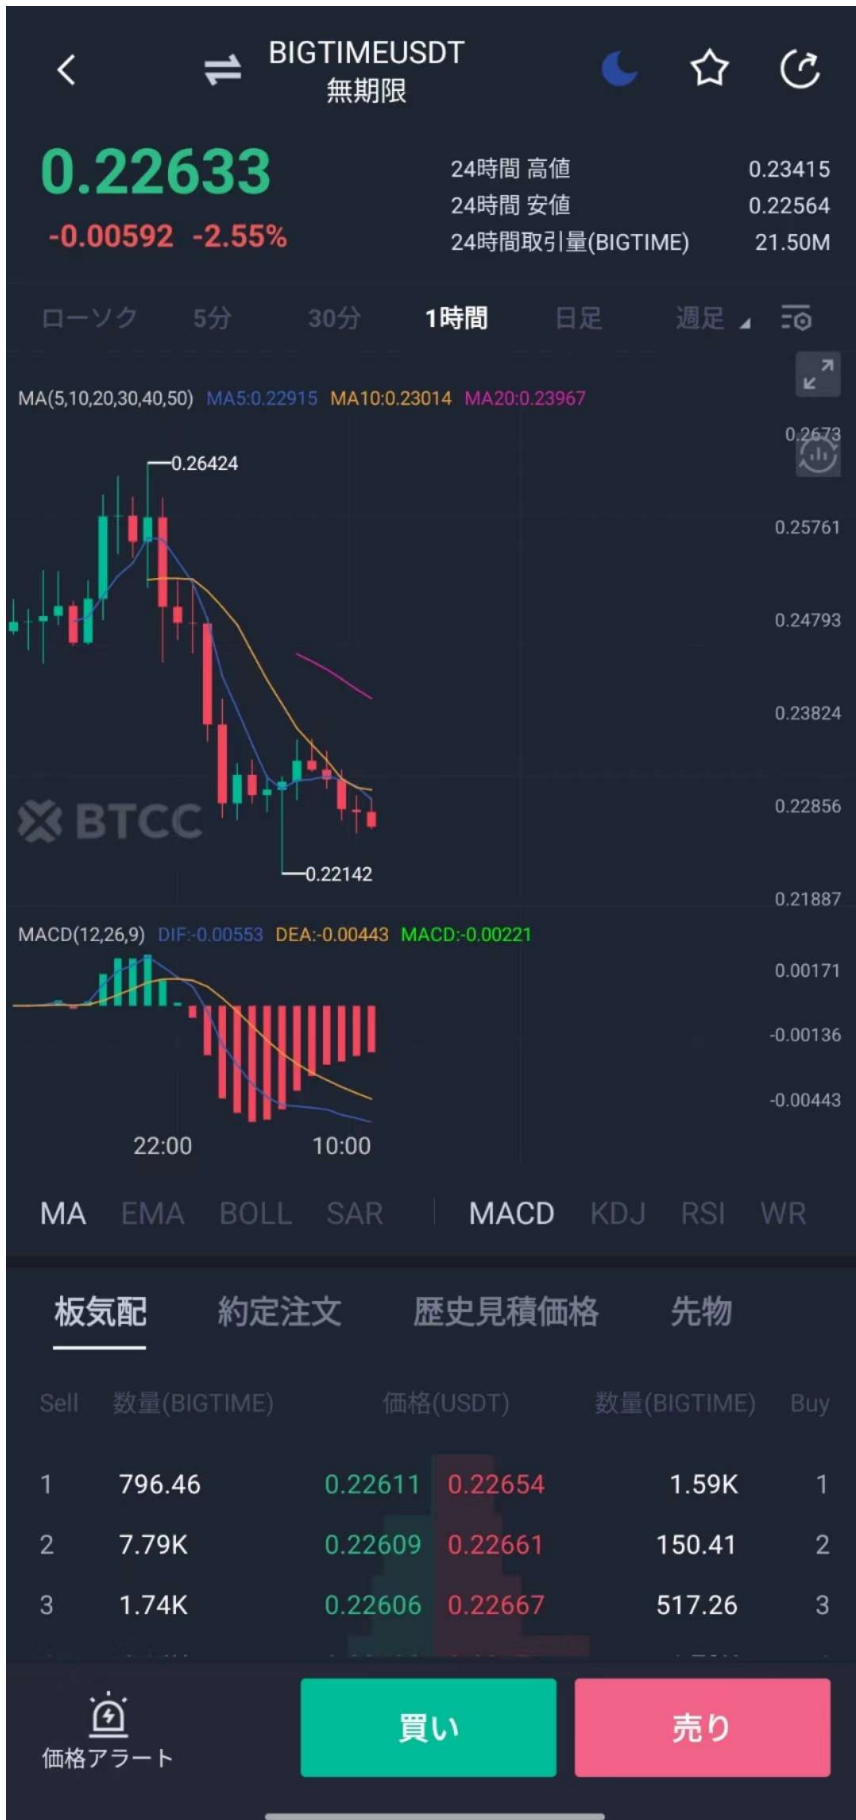 BIGTIMEUSDT
無期限
0.22633
-0.00592 -2.55%
24時間 高値 0.23415
24時間 安値 0.22564
24時間取引量(BIGTIME) 21.50M
ローソク 5分 30分 1時間 日足 週足
MA(5,10,20,30,40,50) MA5:0.22915 MA10:0.23014 MA20:0.23967
0.2673
0.26424
0.25761
0.24793
0.23824
0.22856
BTCC
0.22142
0.21887
MACD(12,26,9) DIF:-0.00553 DEA:-0.00443 MACD:-0.00221
0.00171
-0.00136
-0.00443
22:00 10:00
MA EMA BOLL SAR MACD KDJ RSI WR
板気配 約定注文 歴史見積価格 先物
Sell 数量(BIGTIME) 価格(USDT) 数量(BIGTIME) Buy
1 796.46 0.22611 0.22654 1.59K 1
2 7.79K 0.22609 0.22661 150.41 2
3 1.74K 0.22606 0.22667 517.26 3
価格アラート 買い 売り